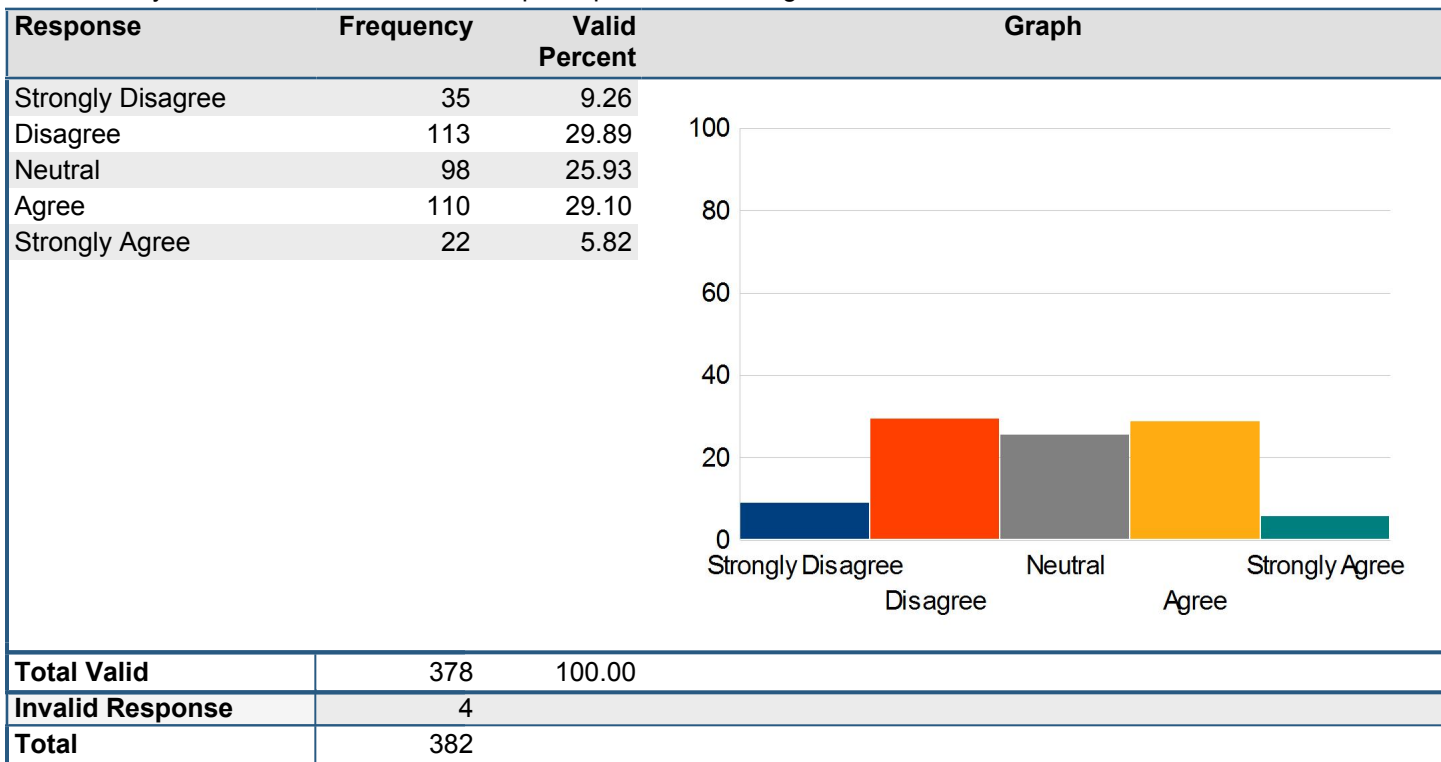 Response Frequency Valid Percent Graph
Strongly Disagree 35 9.26
Disagree 113 29.89
Neutral 98 25.93
Agree 110 29.10
Strongly Agree 22 5.82
100
80
60
40
20
0
Strongly Disagree Neutral Strongly Agree
Disagree Agree
Total Valid 378 100.00
Invalid Response 4
Total 382